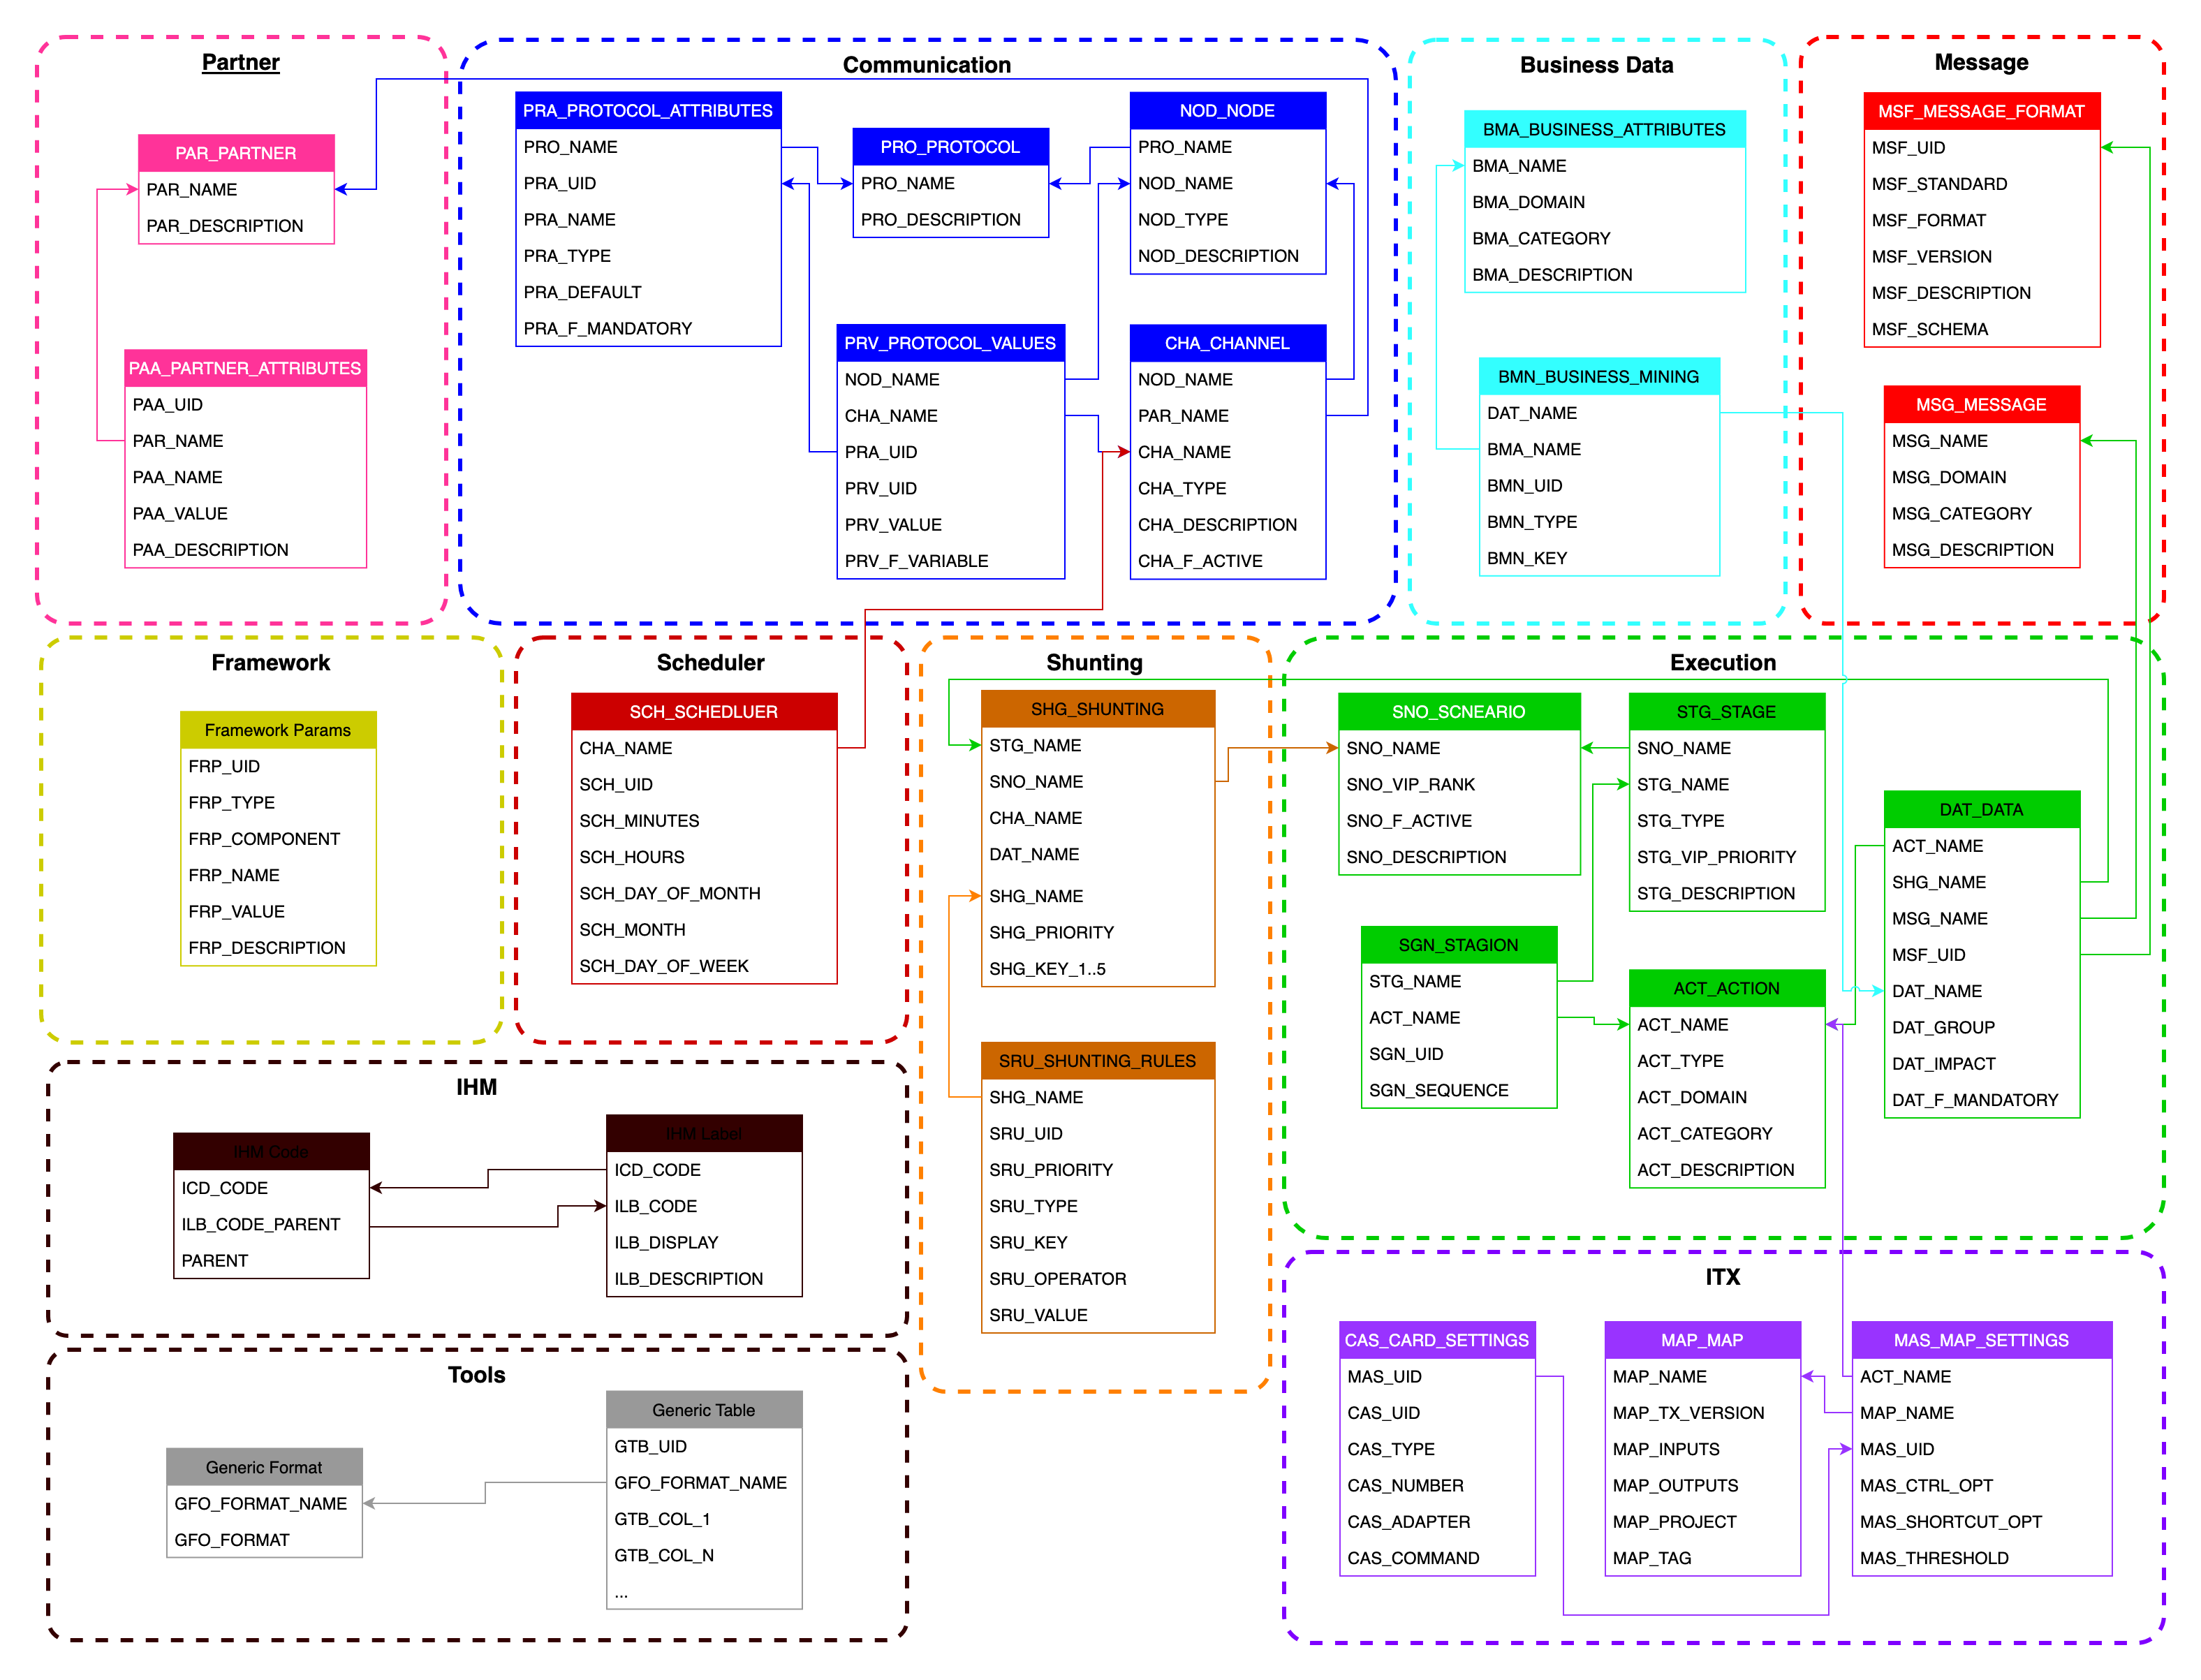 Partner
PAR_PARTNER
PAR_NAME
PAR_DESCRIPTION
PAA_PARTNER_ATTRIBUTES
PAA_UID
PAR_NAME
PAA_NAME
PAA_VALUE
PAA_DESCRIPTION
Communication
PRA_PROTOCOL_ATTRIBUTES
PRO_NAME
PRA_UID
PRA_NAME
PRA_TYPE
PRA_DEFAULT
PRA_F_MANDATORY
PRO_PROTOCOL
PRO_NAME
PRO_DESCRIPTION
NOD_NODE
PRO_NAME
NOD_NAME
NOD_TYPE
NOD_DESCRIPTION
PRV_PROTOCOL_VALUES
NOD_NAME
CHA_NAME
PRA_UID
PRV_UID
PRV_VALUE
PRV_F_VARIABLE
CHA_CHANNEL
NOD_NAME
PAR_NAME
CHA_NAME
CHA_TYPE
CHA_DESCRIPTION
CHA_F_ACTIVE
Business Data
BMA_BUSINESS_ATTRIBUTES
BMA_NAME
BMA_DOMAIN
BMA_CATEGORY
BMA_DESCRIPTION
BMN_BUSINESS_MINING
DAT_NAME
BMA_NAME
BMN_UID
BMN_TYPE
BMN_KEY
Message
MSF_MESSAGE_FORMAT
MSF_UID
MSF_STANDARD
MSF_FORMAT
MSF_VERSION
MSF_DESCRIPTION
MSF_SCHEMA
MSG_MESSAGE
MSG_NAME
MSG_DOMAIN
MSG_CATEGORY
MSG_DESCRIPTION
Framework
Framework Params
FRP_UID
FRP_TYPE
FRP_COMPONENT
FRP_NAME
FRP_VALUE
FRP_DESCRIPTION
Scheduler
SCH_SCHEDLUER
CHA_NAME
SCH_UID
SCH_MINUTES
SCH_HOURS
SCH_DAY_OF_MONTH
SCH_MONTH
SCH_DAY_OF_WEEK
Shunting
SHG_SHUNTING
STG_NAME
SNO_NAME
CHA_NAME
DAT_NAME
SHG_NAME
SHG_PRIORITY
SHG_KEY_1..5
SRU_SHUNTING_RULES
SHG_NAME
SRU_UID
SRU_PRIORITY
SRU_TYPE
SRU_KEY
SRU_OPERATOR
SRU_VALUE
Execution
SNO_SCNEARIO
SNO_NAME
SNO_VIP_RANK
SNO_F_ACTIVE
SNO_DESCRIPTION
STG_STAGE
SNO_NAME
STG_NAME
STG_TYPE
STG_VIP_PRIORITY
STG_DESCRIPTION
SGN_STAGION
STG_NAME
ACT_NAME
SGN_UID
SGN_SEQUENCE
ACT_ACTION
ACT_NAME
ACT_TYPE
ACT_DOMAIN
ACT_CATEGORY
ACT_DESCRIPTION
DAT_DATA
ACT_NAME
SHG_NAME
MSG_NAME
MSF_UID
DAT_NAME
DAT_GROUP
DAT_IMPACT
DAT_F_MANDATORY
IHM
IHM Code
ICD_CODE
ILB_CODE_PARENT
PARENT
IHM Label
ICD_CODE
ILB_CODE
ILB_DISPLAY
ILB_DESCRIPTION
Tools
Generic Format
GFO_FORMAT_NAME
GFO_FORMAT
Generic Table
GTB_UID
GFO_FORMAT_NAME
GTB_COL_1
GTB_COL_N
...
ITX
CAS_CARD_SETTINGS
MAS_UID
CAS_UID
CAS_TYPE
CAS_NUMBER
CAS_ADAPTER
CAS_COMMAND
MAP_MAP
MAP_NAME
MAP_TX_VERSION
MAP_INPUTS
MAP_OUTPUTS
MAP_PROJECT
MAP_TAG
MAS_MAP_SETTINGS
ACT_NAME
MAP_NAME
MAS_UID
MAS_CTRL_OPT
MAS_SHORTCUT_OPT
MAS_THRESHOLD